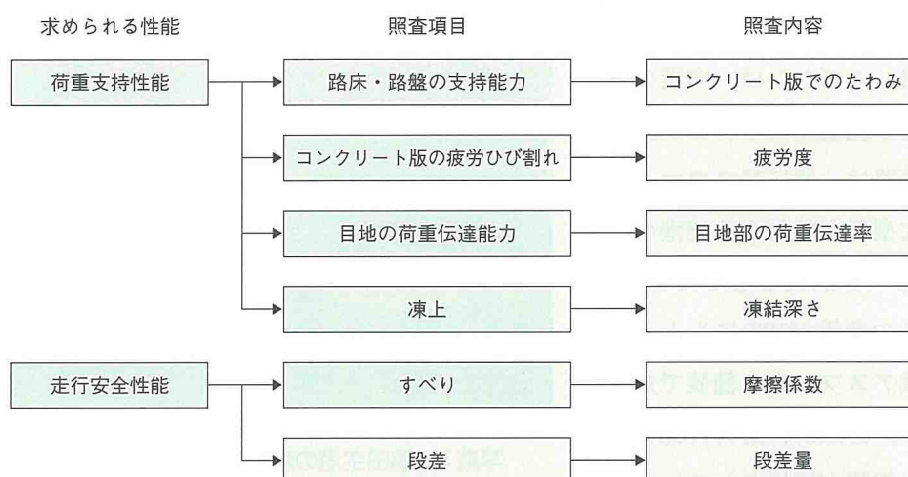 求められる性能 照査項目 照査内容
荷重支持性能 路床・路盤の支持能力 コンクリート版でのたわみ
コンクリート版の疲労ひび割れ 疲労度
目地の荷重伝達能力 目地部の荷重伝達率
凍上 凍結深さ
走行安全性能 すべり 摩擦係数
段差 段差量